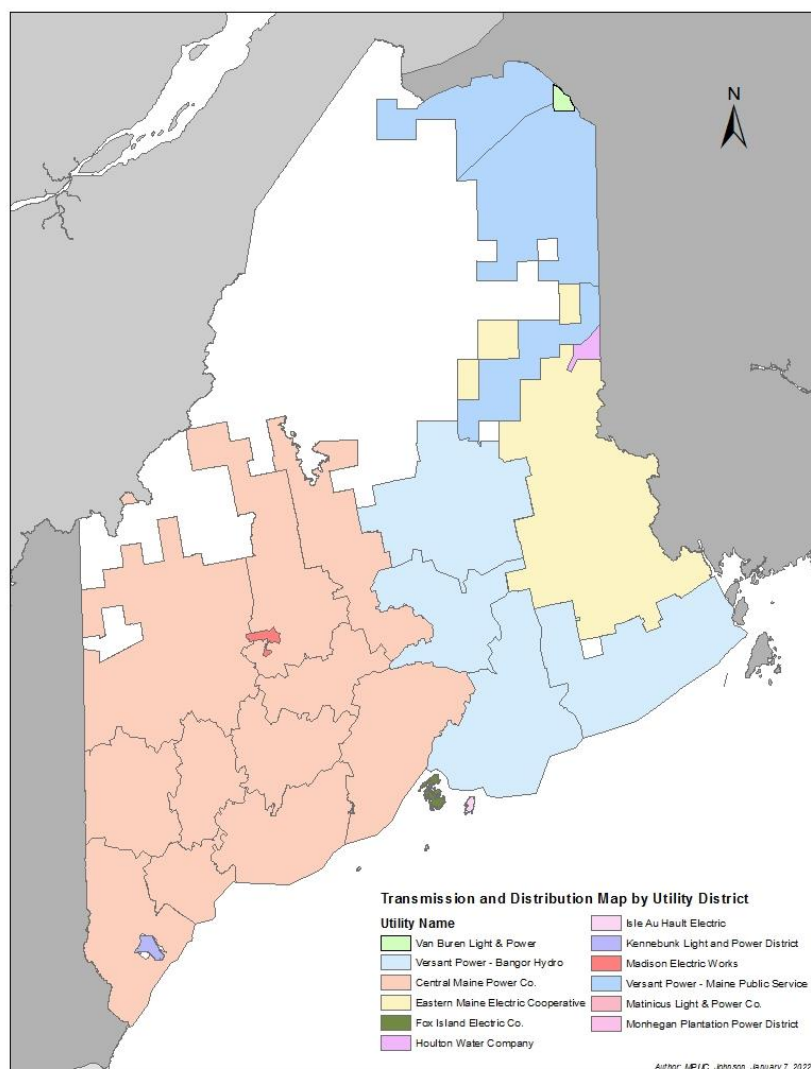 N
Transmission and Distribution Map by Utility District
Utility Name
Van Buren Light & Power
Versant Power - Bangor Hydro
Central Maine Power Co.
Eastern Maine Electric Cooperative
Fox Island Electric Co.
Houlton Water Company
Isle Au Hault Electric
Kennebunk Light and Power District
Madison Electric Works
Versant Power - Maine Public Service
Matinicus Light & Power Co.
Monhegan Plantation Power District
Author: MPUC, Johnson, January 7, 2022